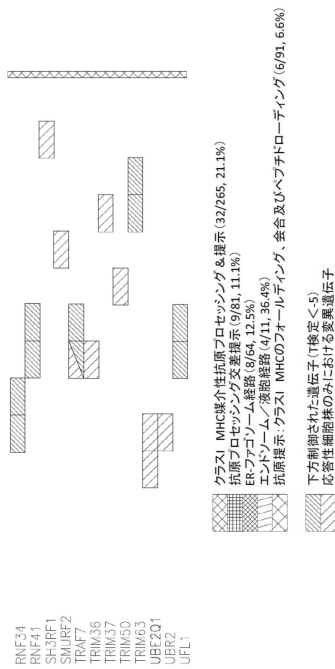 RNF34
RNF41
SH3RF1
SMURF2
TRAF7
TRIM36
TRIM37
TRIM50
TRIM63
UBE2Q1
UBR2
UFL1
クラスI MHC媒介性抗原プロセッシング & 提示 (32/265, 21.1%)
抗原プロセッシング交差提示 (9/81, 11.1%)
ER-ファゴソーム経路 (8/64, 12.5%)
エンドソーム／液胞経路 (4/11, 36.4%)
抗原提示:クラスI MHCのフォールディング、会合及びペプチドローディング (6/91, 6.6%)
下方制御された遺伝子(T検定 <-5)
応答性細胞株のみにおける変異遺伝子